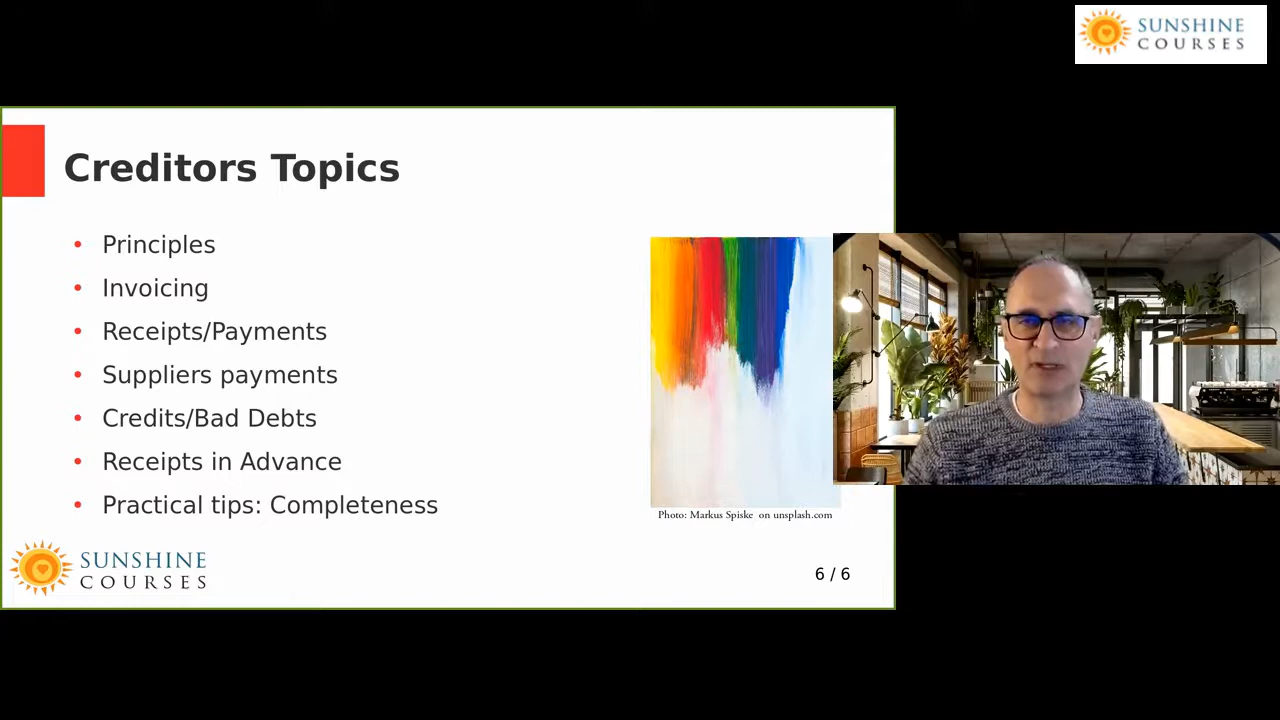 SUNSHINE
COURSES
Creditors Topics
• Principles
• Invoicing
• Receipts/Payments
• Suppliers payments
• Credits/Bad Debts
• Receipts in Advance
• Practical tips: Completeness
Photo: Markus Spiske on unsplash.com
SUNSHINE
COURSES
6 / 6